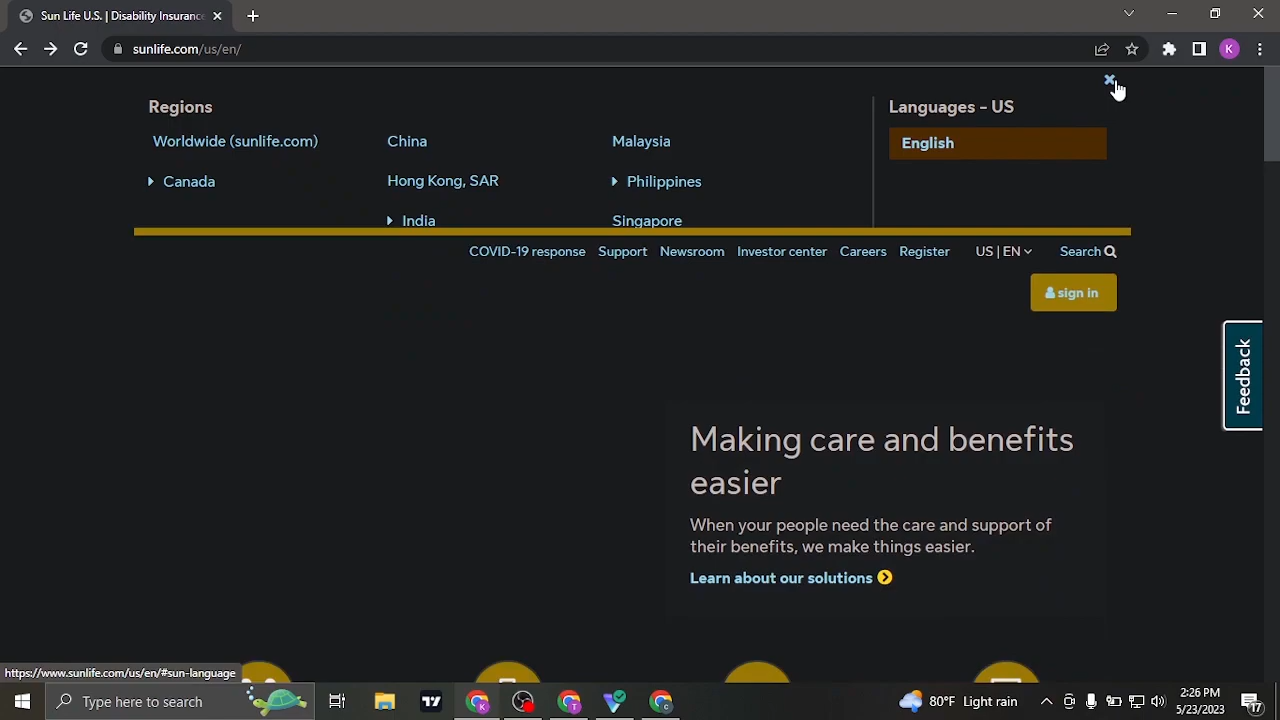 Sun Life U.S. | Disability Insurance
sunlife.com/us/en/
K
Regions
Languages - US
Worldwide (sunlife.com)
China
Malaysia
English
Canada
Hong Kong, SAR
Philippines
India
Singapore
COVID-19 response
Support
Newsroom
Investor center
Careers
Register
US | EN
Search
sign in
Feedback
Making care and benefits
easier
When your people need the care and support of
their benefits, we make things easier.
Learn about our solutions
https://www.sunlife.com/us/en/#sun-language
Type here to search
80°F Light rain
2:26 PM
5/23/2023
17